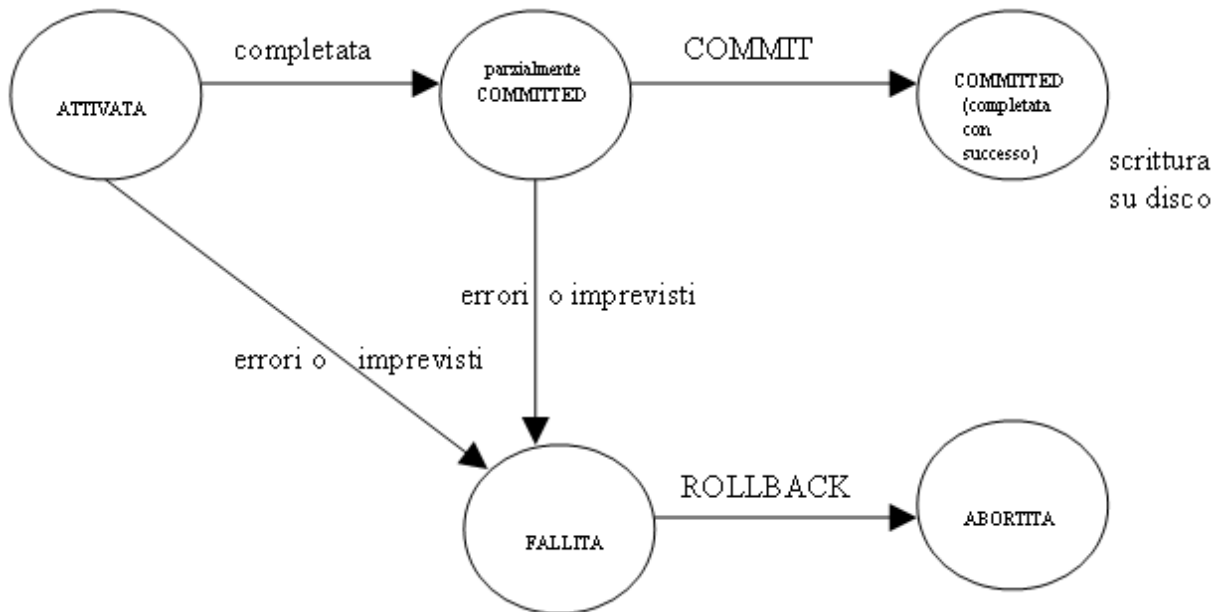 completata
COMMIT
ATTIVATA
parzialmente
COMMITTED
COMMITTED
(completata
con
successo)
scrittura
su disco
errori o imprevisti
errori o imprevisti
ROLLBACK
FALLITA
ABORTITA